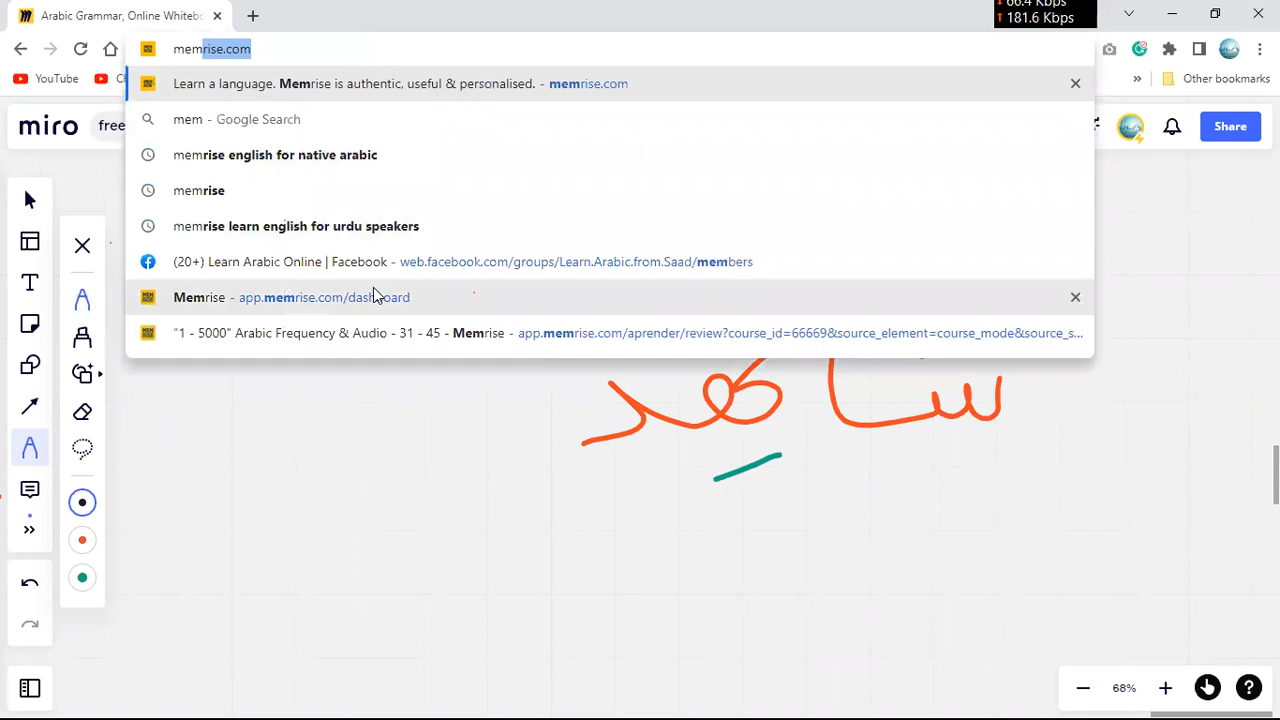 Arabic Grammar, Online Whitebo
66.4 Kbps
↑ 181.6 Kbps
memrise.com
YouTube
Other bookmarks
Learn a language. Memrise is authentic, useful & personalised. - memrise.com
mem - Google Search
miro
free
Share
memrise english for native arabic
memrise
memrise learn english for urdu speakers
(20+) Learn Arabic Online | Facebook - web.facebook.com/groups/Learn.Arabic.from.Saad/members
Memrise - app.memrise.com/dashboard
"1 - 5000" Arabic Frequency & Audio - 31 - 45 - Memrise - app.memrise.com/aprender/review?course_id=66669&source_element=course_mode&source_s...
68%